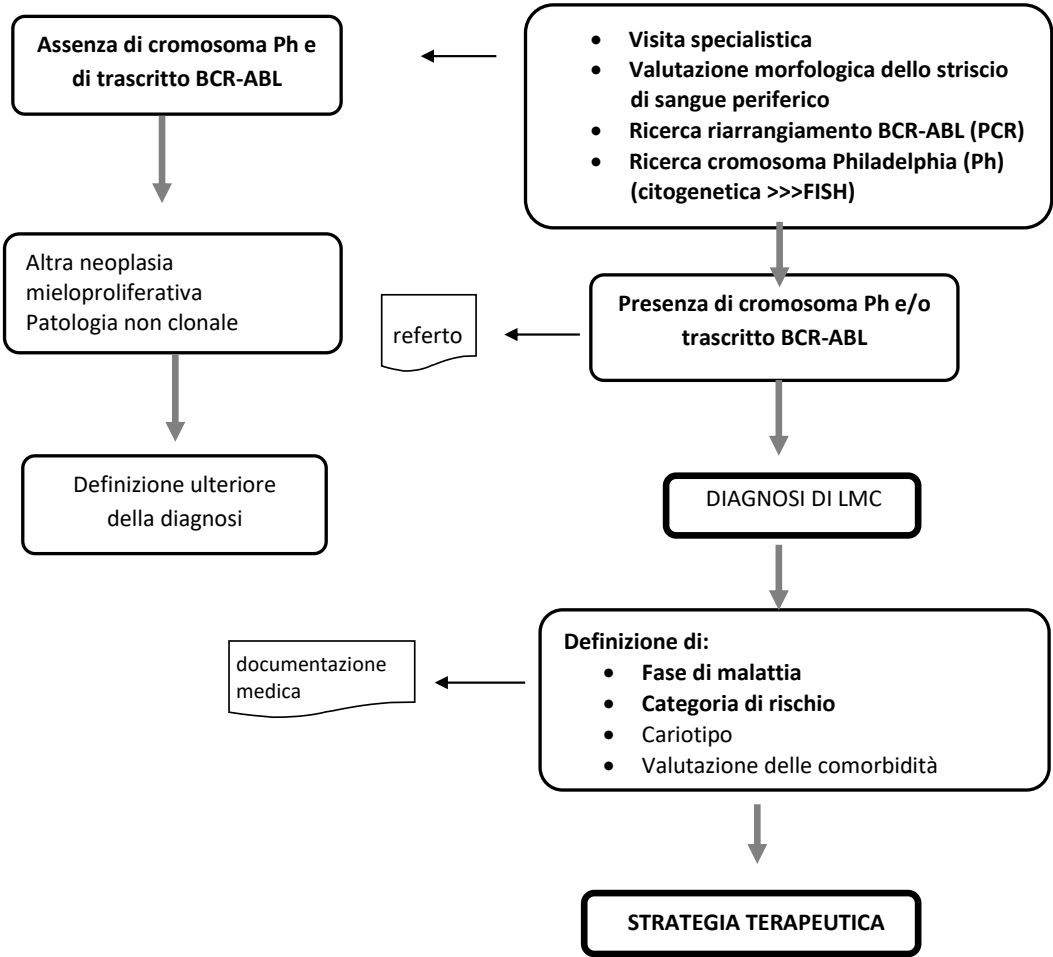 Assenza di cromosoma Ph e
di trascritto BCR-ABL
• Visita specialistica
• Valutazione morfologica dello striscio
di sangue periferico
• Ricerca riarrangiamento BCR-ABL (PCR)
• Ricerca cromosoma Philadelphia (Ph)
(citogenetica >>>FISH)
Altra neoplasia
mieloproliferativa
Patologia non clonale
referto
Presenza di cromosoma Ph e/o
trascritto BCR-ABL
Definizione ulteriore
della diagnosi
DIAGNOSI DI LMC
documentazione
medica
Definizione di:
• Fase di malattia
• Categoria di rischio
• Cariotipo
• Valutazione delle comorbidità
STRATEGIA TERAPEUTICA